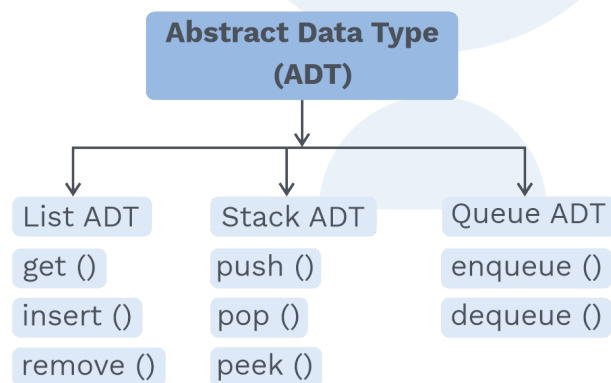 Abstract Data Type
(ADT)
List ADT
get ()
insert ()
remove ()
Stack ADT
push ()
pop ()
peek ()
Queue ADT
enqueue ()
dequeue ()